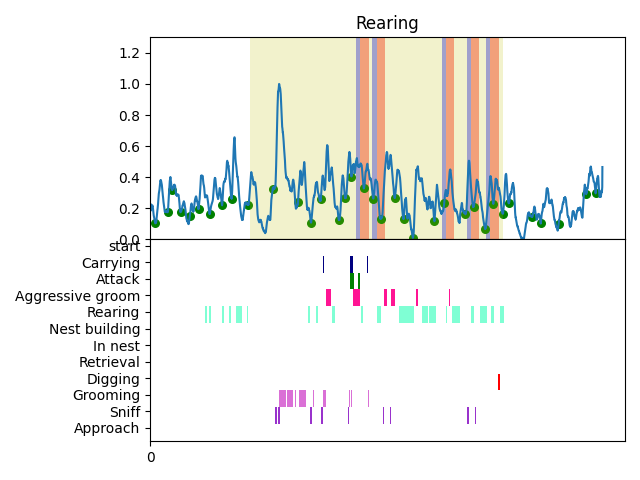 Rearing
1.2
1.0
0.8
0.6
0.4
0.2
0.0
start
Carrying
Attack
Aggressive groom
Rearing
Nest building
In nest
Retrieval
Digging
Grooming
Sniff
Approach
0